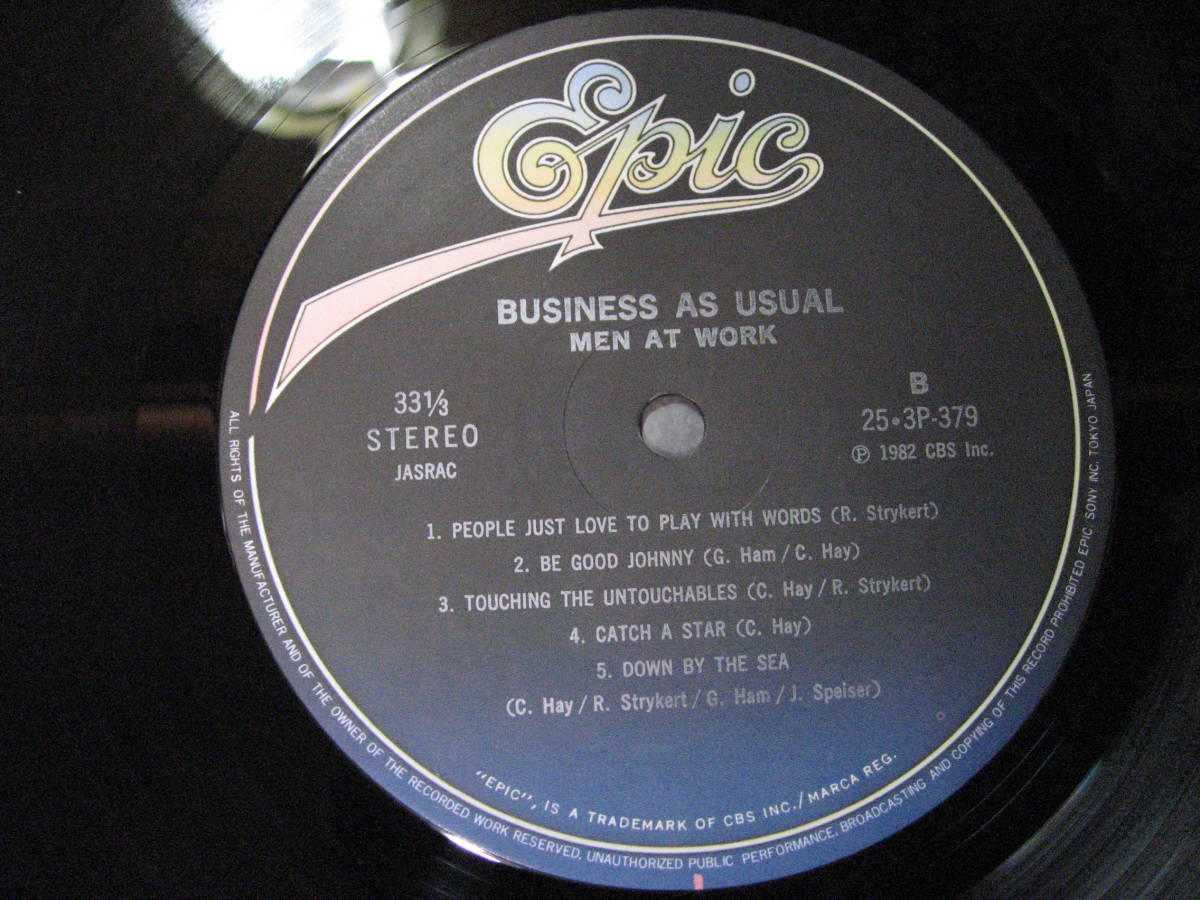 Epic
BUSINESS AS USUAL
MEN AT WORK
33 1/3
STEREO
JASRAC
B
25•3P-379
Ⓟ 1982 CBS Inc.
1. PEOPLE JUST LOVE TO PLAY WITH WORDS (R. Strykert)
2. BE GOOD JOHNNY (G. Ham / C. Hay)
3. TOUCHING THE UNTOUCHABLES (C. Hay / R. Strykert)
4. CATCH A STAR (C. Hay)
5. DOWN BY THE SEA
(C. Hay / R. Strykert / G. Ham / J. Speiser)
"EPIC", IS A TRADEMARK OF CBS INC./MARCA REG.
ALL RIGHTS OF THE MANUFACTURER AND OF THE OWNER OF THE RECORDED WORK RESERVED. UNAUTHORIZED PUBLIC PERFORMANCE, BROADCASTING AND COPYING OF THIS RECORD PROHIBITED EPIC SONY INC. TOKYO JAPAN